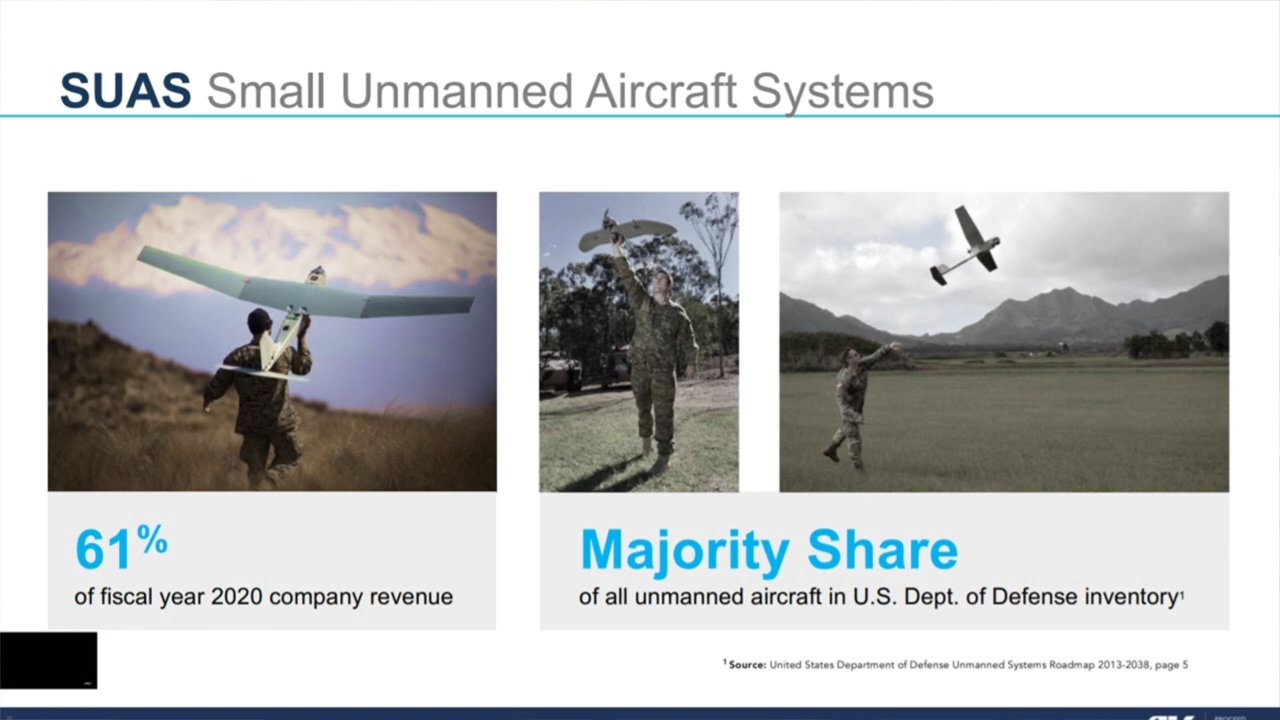 SUAS Small Unmanned Aircraft Systems
61%
of fiscal year 2020 company revenue
Majority Share
of all unmanned aircraft in U.S. Dept. of Defense inventory¹
¹ Source: United States Department of Defense Unmanned Systems Roadmap 2013-2038, page 5